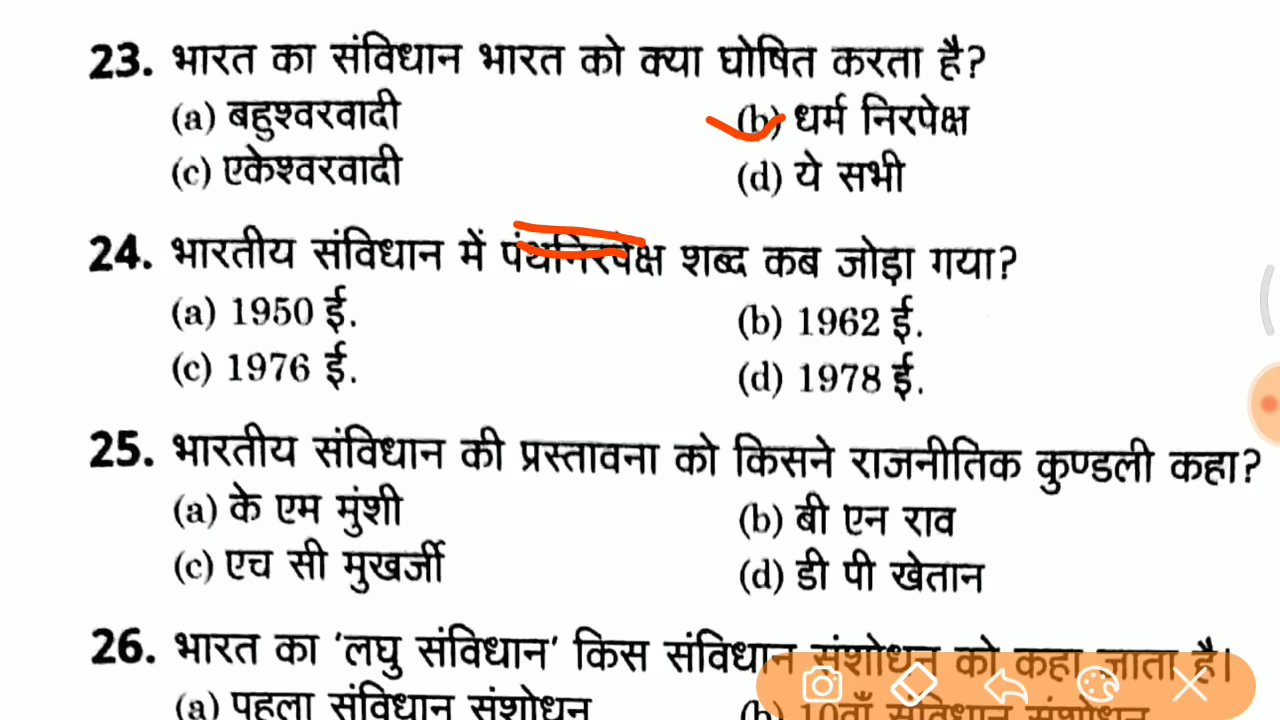 23. भारत का संविधान भारत को क्या घोषित करता है?
(a) बहुश्वरवादी (b) धर्म निरपेक्ष
(c) एकेश्वरवादी (d) ये सभी
24. भारतीय संविधान में पंथनिरपेक्ष शब्द कब जोड़ा गया?
(a) 1950 ई. (b) 1962 ई.
(c) 1976 ई. (d) 1978 ई.
25. भारतीय संविधान की प्रस्तावना को किसने राजनीतिक कुण्डली कहा?
(a) के एम मुंशी (b) बी एन राव
(c) एच सी मुखर्जी (d) डी पी खेतान
26. भारत का 'लघु संविधान' किस संविधान संशोधन को कहा जाता है।
(a) पहला संविधान संशोधन (b) 10वाँ संविधान संशोधन